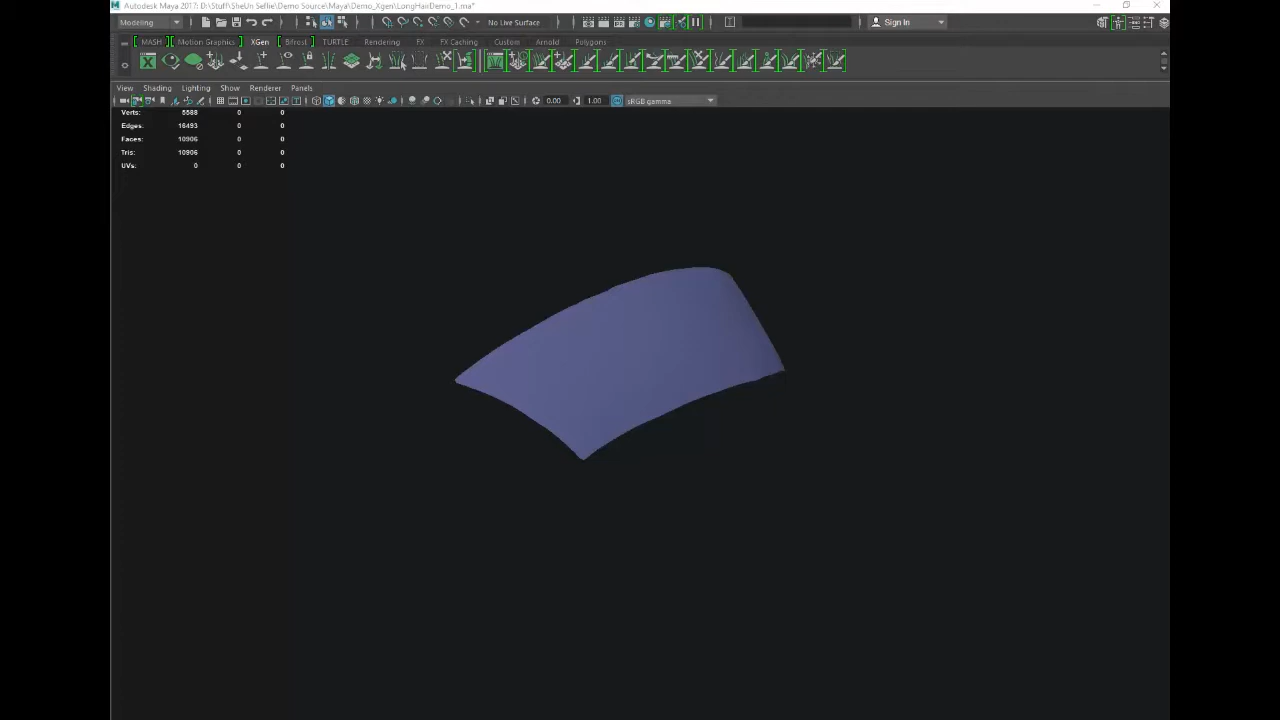 Autodesk Maya 2017: D:\Stuff\SheUn Sellie\Demo Source\Maya\Demo_Xgen\LongHairDemo_1.ma*
Modeling
No Live Surface
Sign In
MASH Motion Graphics XGen Bifrost TURTLE Rendering FX FX Caching Custom Arnold Polygons
View Shading Lighting Show Renderer Panels
0.00 1.00 sRGB gamma
Verts: 5588 0 0
Edges: 16493 0 0
Faces: 10906 0 0
Tris: 10906 0 0
UVs: 0 0 0